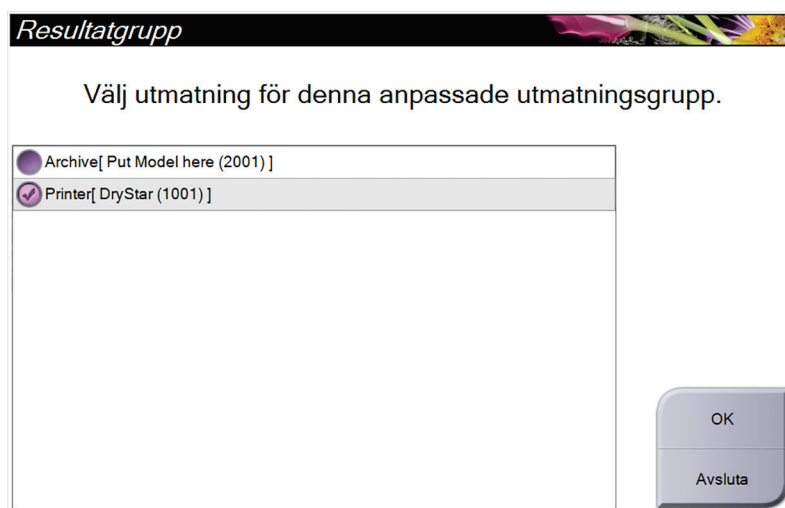 Resultatgrupp
Välj utmatning för denna anpassade utmatningsgrupp.
Archive[ Put Model here (2001) ]
Printer[ DryStar (1001) ]
OK
Avsluta